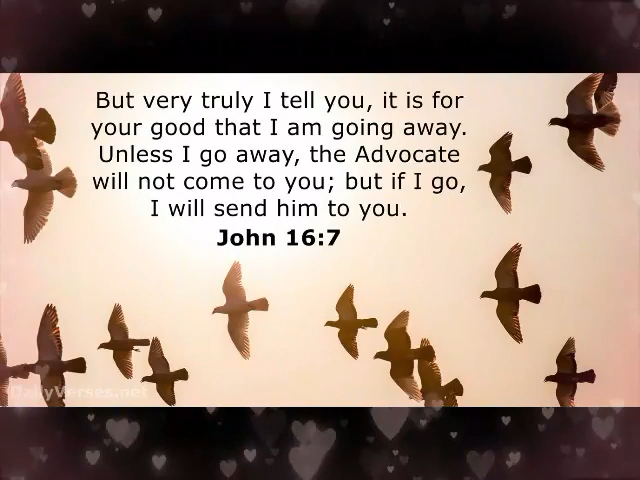 But very truly I tell you, it is for
your good that I am going away.
Unless I go away, the Advocate
will not come to you; but if I go,
I will send him to you.
John 16:7
DailyVerses.net